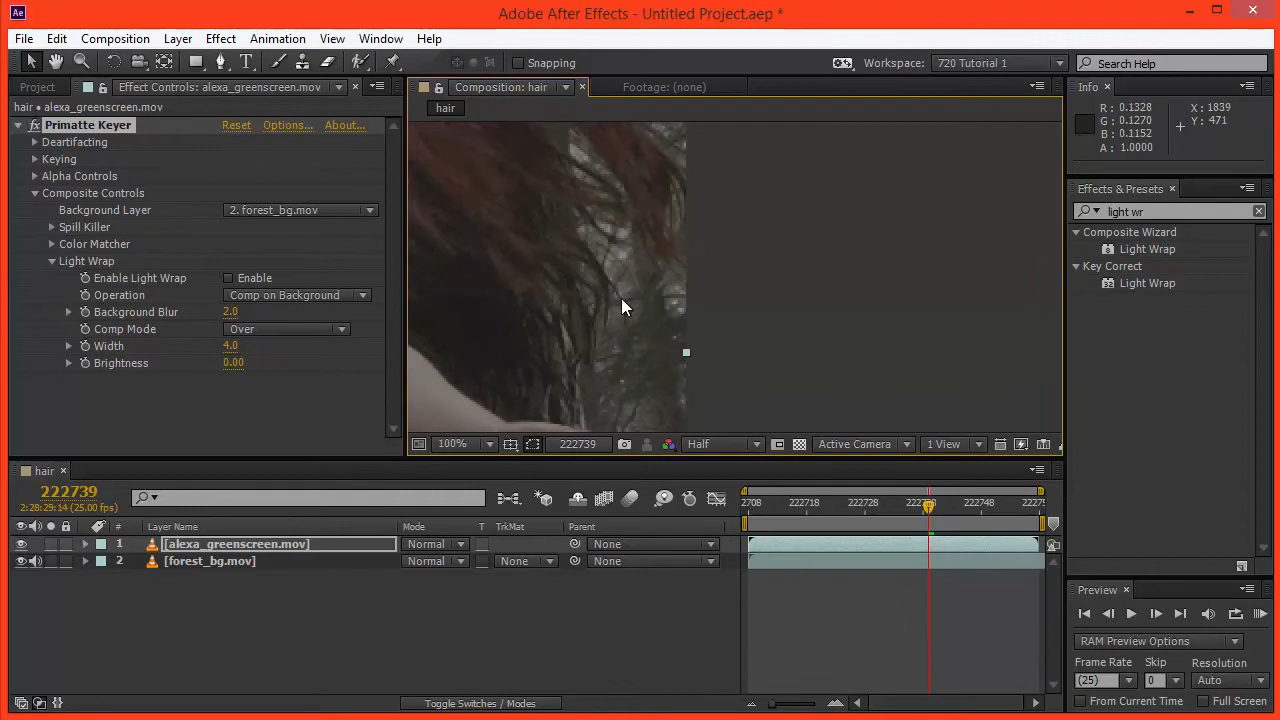 Ae Adobe After Effects - Untitled Project.aep *
File Edit Composition Layer Effect Animation View Window Help
T Snapping Workspace: 720 Tutorial 1 Search Help
Project Effect Controls: alexa_greenscreen.mov × Composition: hair × Footage: (none) Info
hair • alexa_greenscreen.mov hair
R: 0.1328 X: 1839
G: 0.1270 Y: 471
B: 0.1152
A: 1.0000
fx Primatte Keyer Reset Options... About...
Deartifacting
Keying
Alpha Controls
Composite Controls
Background Layer 2. forest_bg.mov
Spill Killer
Color Matcher
Light Wrap
Enable Light Wrap Enable
Operation Comp on Background
Background Blur 2.0
Comp Mode Over
Width 4.0
Brightness 0.00
Effects & Presets ×
light wr
Composite Wizard
Light Wrap
Key Correct
Light Wrap
100% 222739 Half Active Camera 1 View
hair ×
222739
2:28:29:14 (25.00 fps)
2708 222718 222728 222748
# Layer Name Mode T TrkMat Parent
1 [alexa_greenscreen.mov] Normal None
2 [forest_bg.mov] Normal None None
Toggle Switches / Modes
Preview ×
RAM Preview Options
Frame Rate Skip Resolution
(25) 0 Auto
From Current Time Full Screen